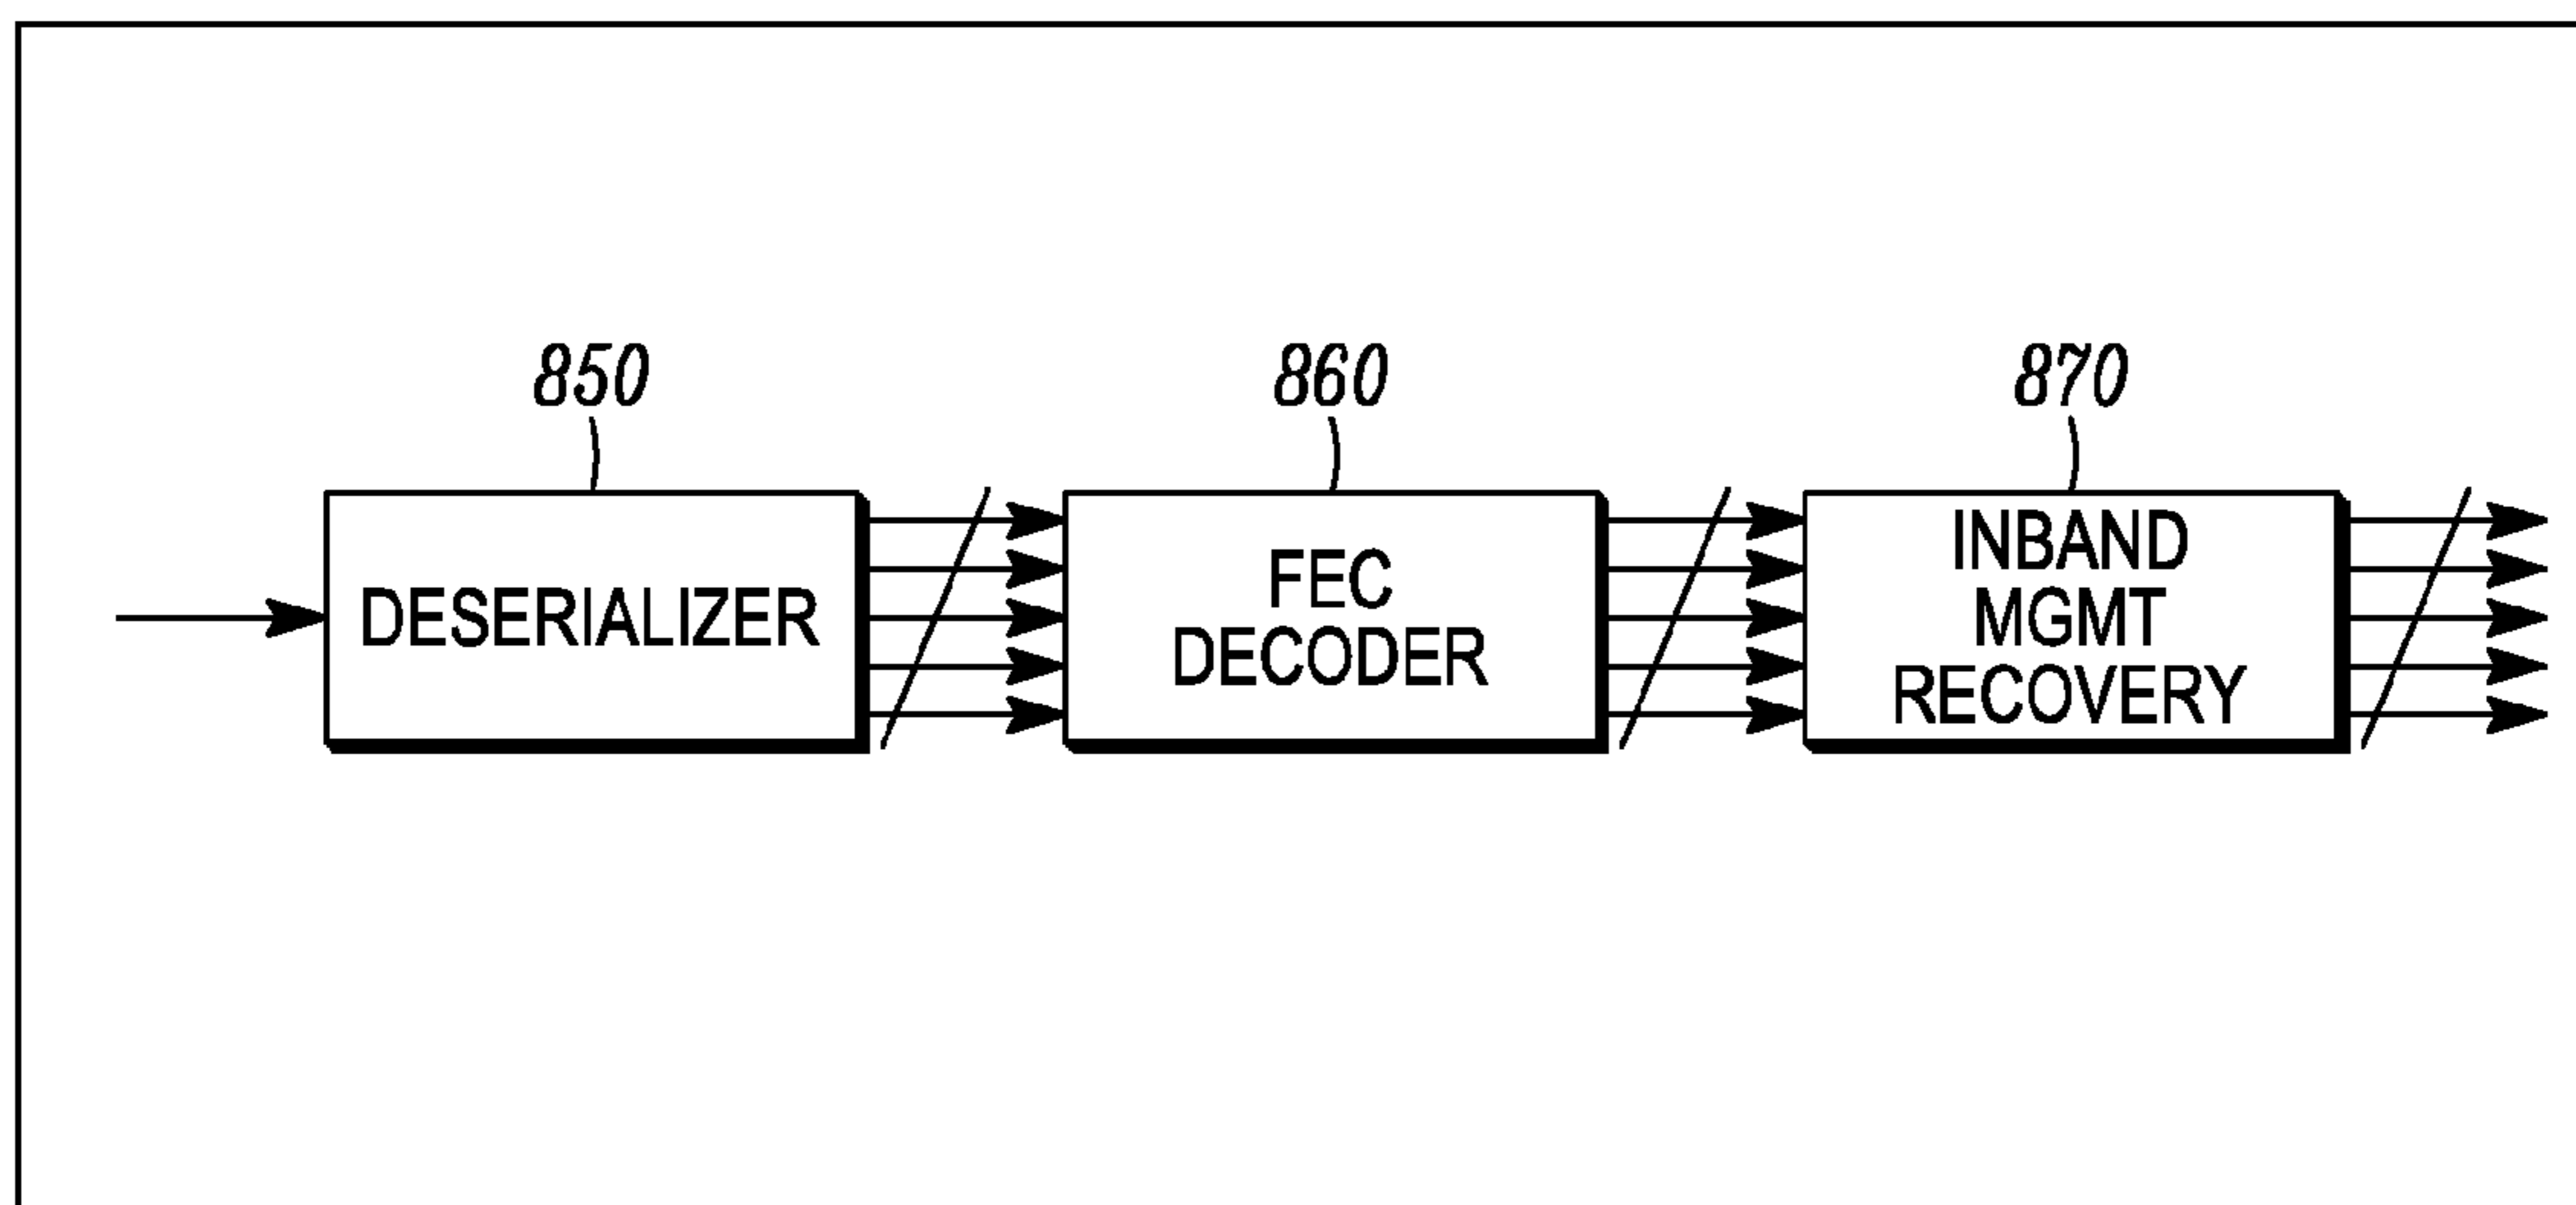 850
860
870
DESERIALIZER
FEC
DECODER
INBAND
MGMT
RECOVERY